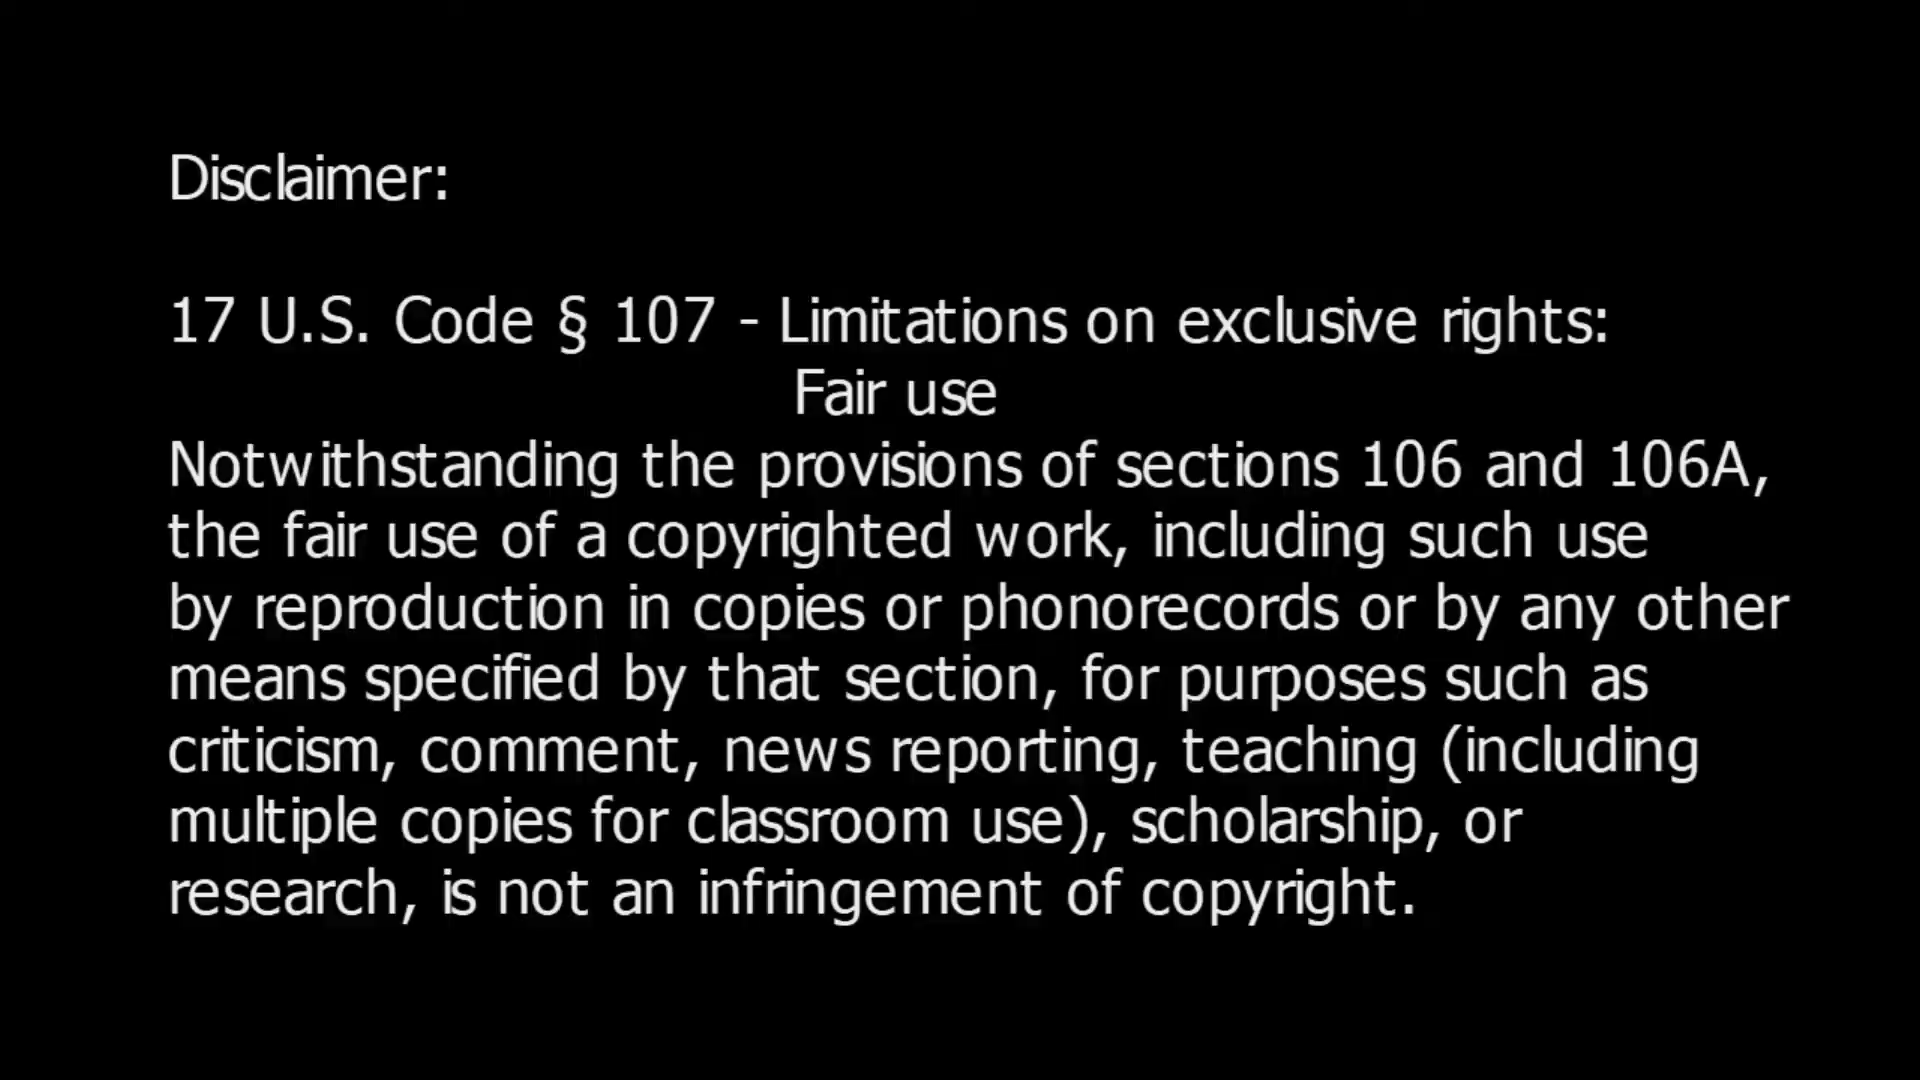 Disclaimer:
17 U.S. Code § 107 - Limitations on exclusive rights:
Fair use
Notwithstanding the provisions of sections 106 and 106A,
the fair use of a copyrighted work, including such use
by reproduction in copies or phonorecords or by any other
means specified by that section, for purposes such as
criticism, comment, news reporting, teaching (including
multiple copies for classroom use), scholarship, or
research, is not an infringement of copyright.